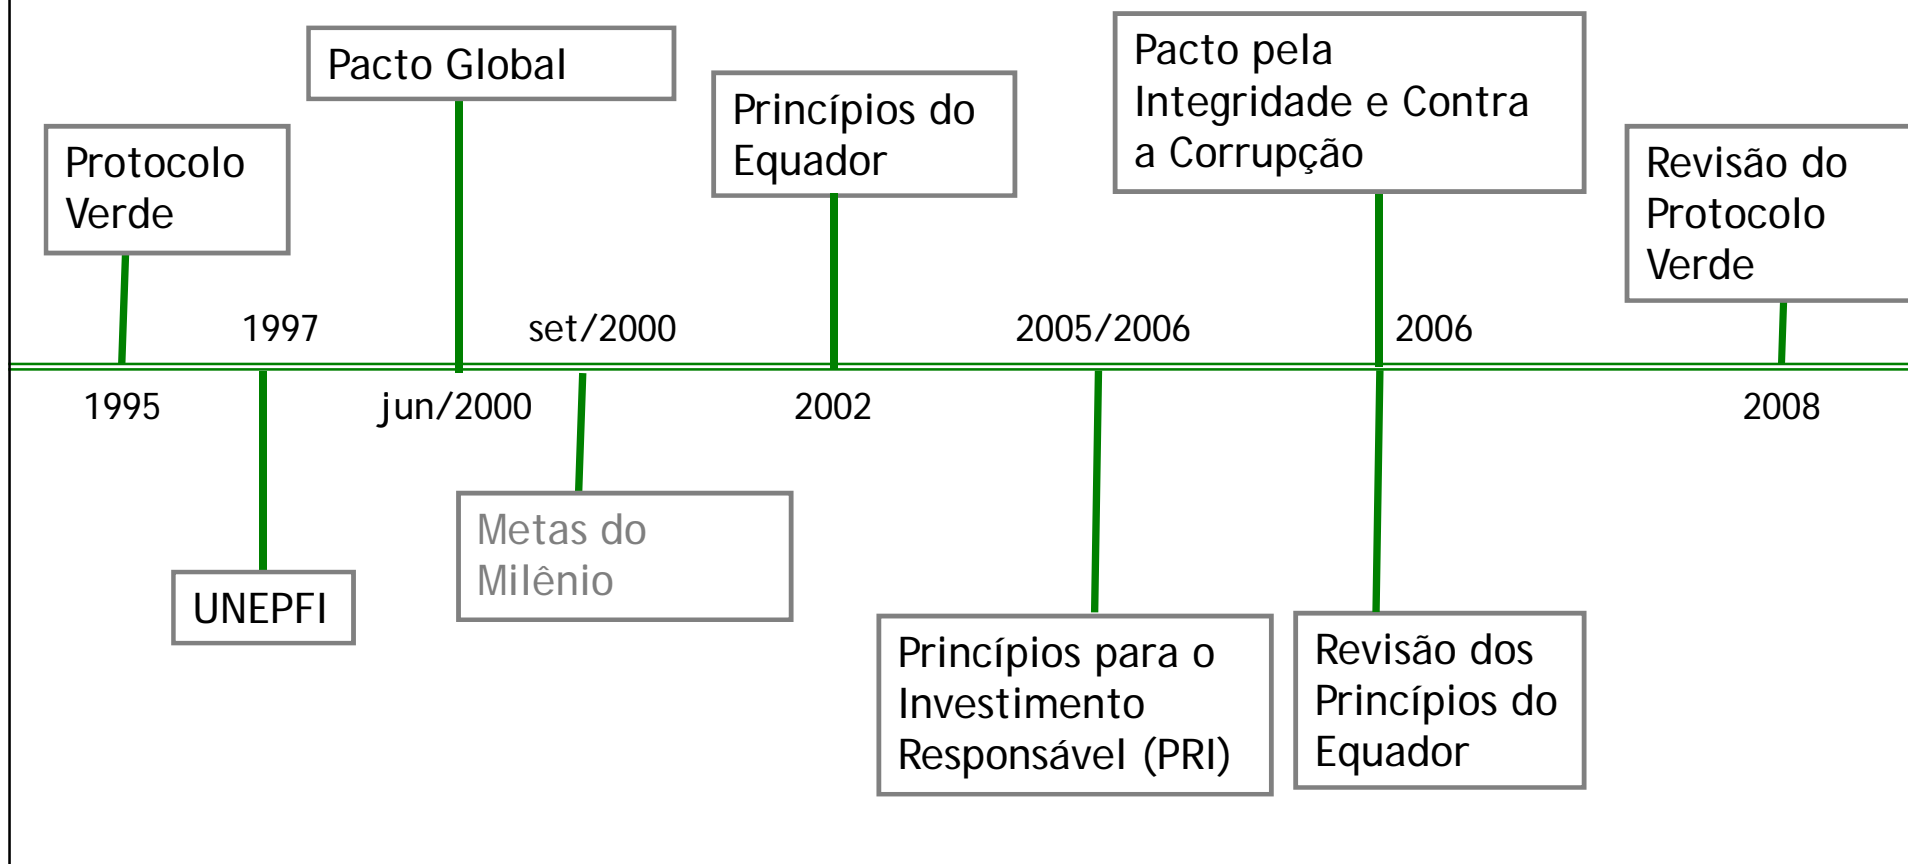 Pacto Global
Pacto pela
Integridade e Contra
a Corrupção
Princípios do
Equador
Protocolo
Verde
Revisão do
Protocolo
Verde
1997
set/2000
2005/2006
2006
1995
jun/2000
2002
2008
Metas do
Milênio
UNEPFI
Princípios para o
Investimento
Responsável (PRI)
Revisão dos
Princípios do
Equador